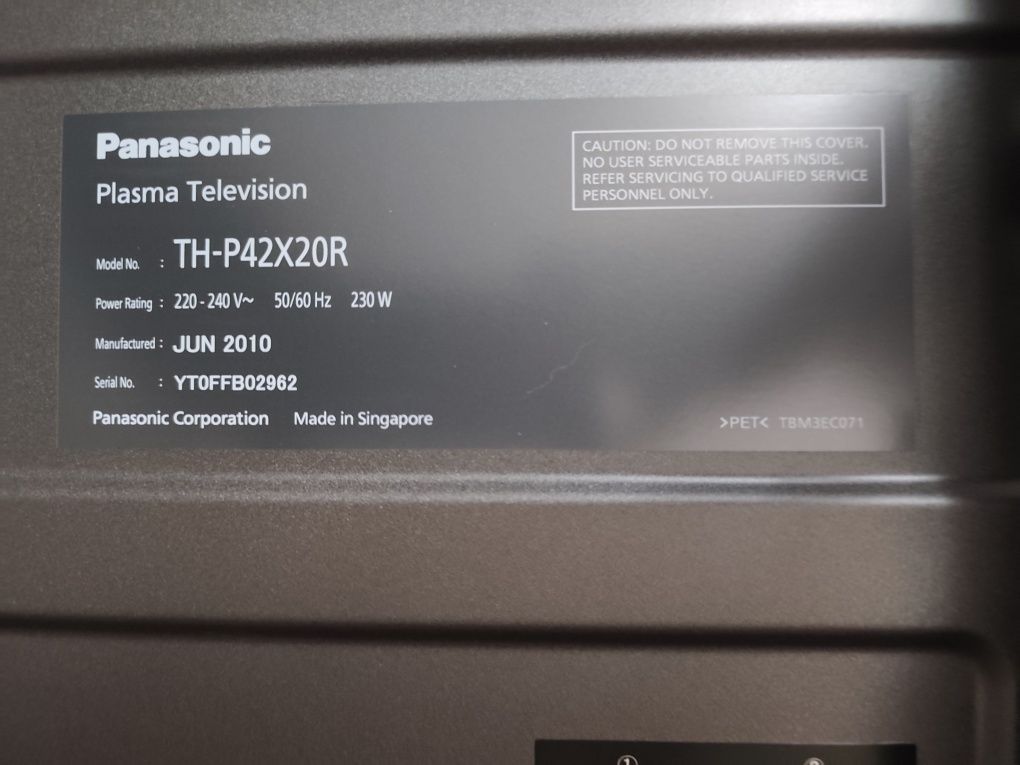 Panasonic
Plasma Television
CAUTION: DO NOT REMOVE THIS COVER.
NO USER SERVICEABLE PARTS INSIDE.
REFER SERVICING TO QUALIFIED SERVICE
PERSONNEL ONLY.
Model No. : TH-P42X20R
Power Rating : 220 - 240 V~ 50/60 Hz 230 W
Manufactured : JUN 2010
Serial No. : YT0FFB02962
Panasonic Corporation Made in Singapore
>PET< TBM3EC071